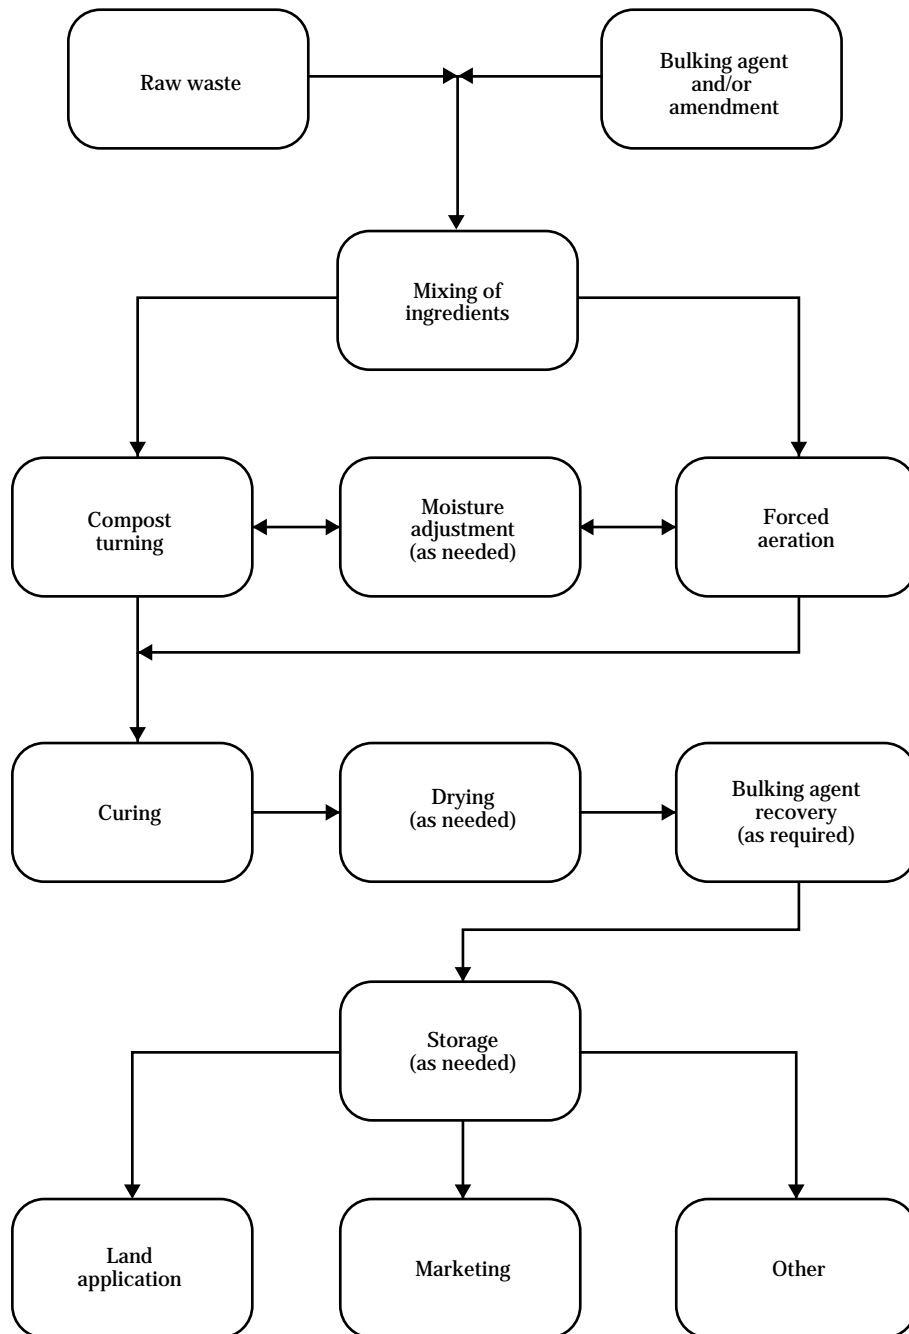 Raw waste
Bulking agent
and/or
amendment
Mixing of
ingredients
Compost
turning
Moisture
adjustment
(as needed)
Forced
aeration
Curing
Drying
(as needed)
Bulking agent
recovery
(as required)
Storage
(as needed)
Land
application
Marketing
Other